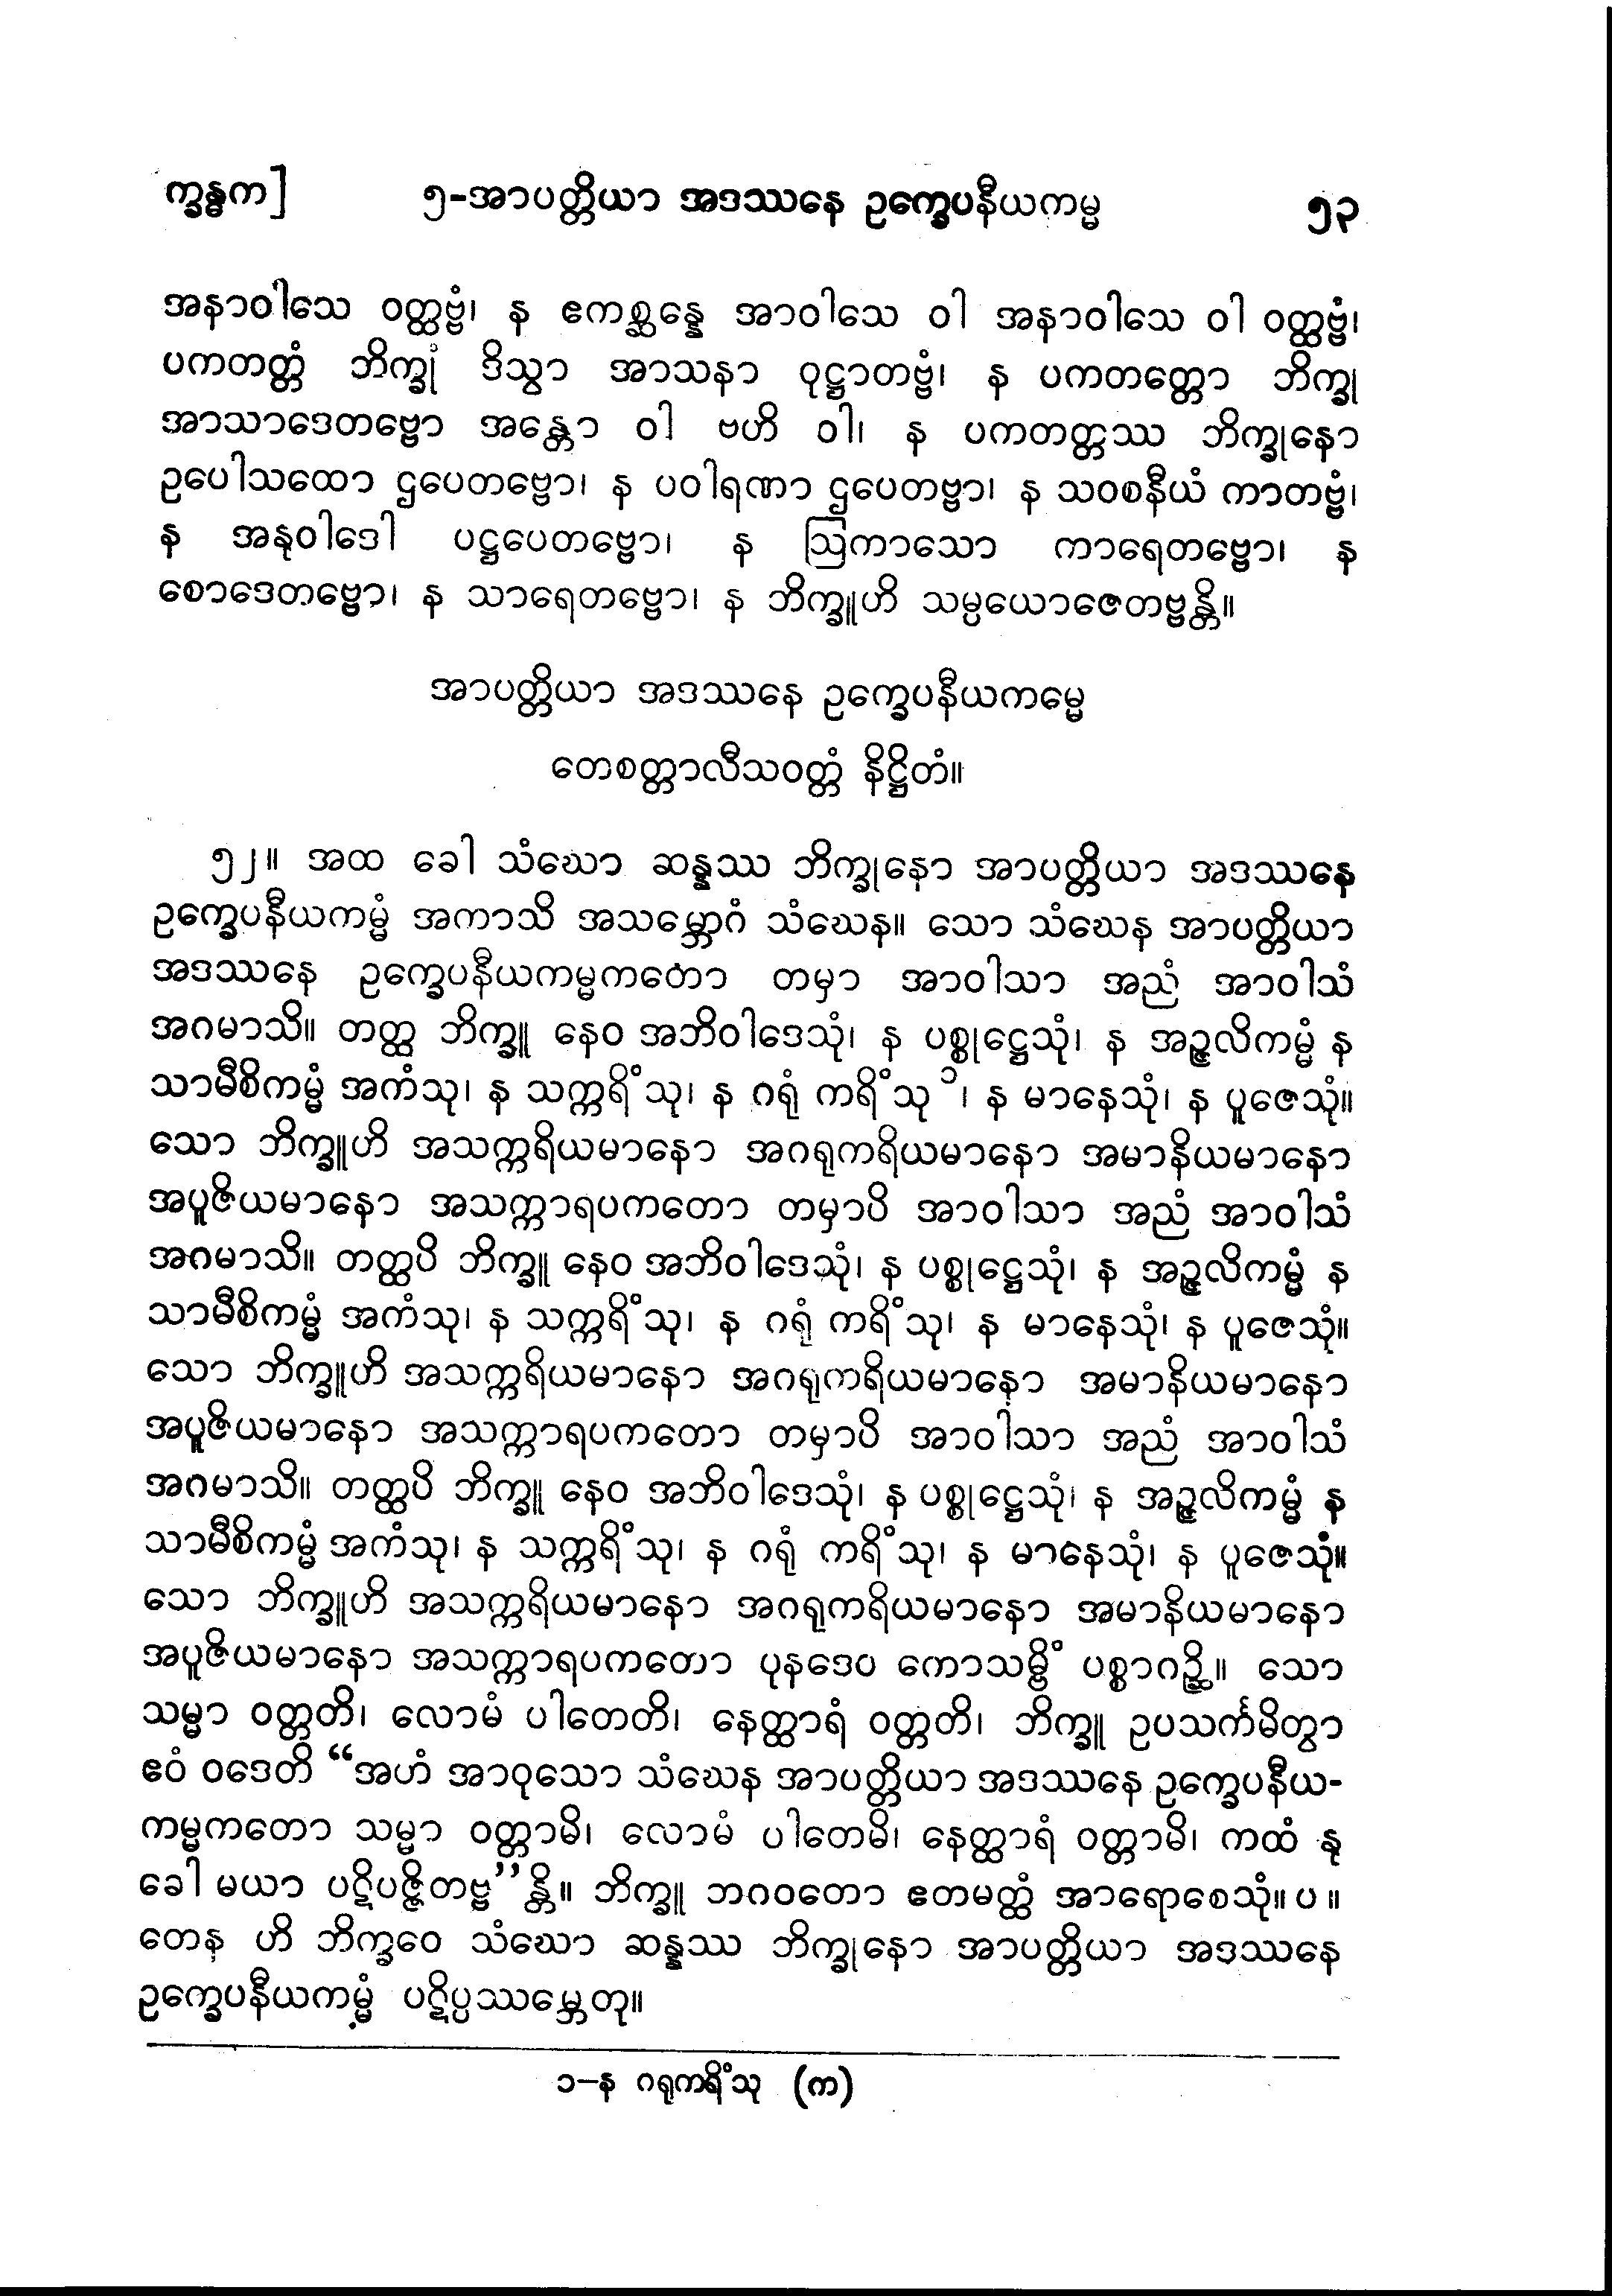 က္ခန္ဓက]	၅-အာပတ္တိယာ အဒဿနေ ဥက္ခေပနီယကမ္မ	၅၃
အနာဝါသေ ဝတ္ထဗ္ဗံ၊ န ဧကစ္ဆန္နေ အာဝါသေ ဝါ အနာဝါသေ ဝါ ဝတ္ထဗ္ဗံ၊
ပကတတ္တံ ဘိက္ခုံ ဒိသွာ အာသနာ ဝုဋ္ဌာတဗ္ဗံ၊ န ပကတတ္တော ဘိက္ခု
အာသာဒေတဗ္ဗော အန္တော ဝါ ဗဟိ ဝါ၊ န ပကတတ္တဿ ဘိက္ခုနော
ဥပေါသထော ဌပေတဗ္ဗော၊ န ပဝါရဏာ ဌပေတဗ္ဗာ၊ န သဝစနီယံ ကာတဗ္ဗံ၊
န အနုဝါဒေါ ပဋ္ဌပေတဗ္ဗော၊ န ဩကာသော ကာရေတဗ္ဗော၊ န
စောဒေတဗ္ဗော၊ န သာရေတဗ္ဗော၊ န ဘိက္ခူဟိ သမ္ပယောဇေတဗ္ဗန္တိ။
အာပတ္တိယာ အဒဿနေ ဥက္ခေပနီယကမ္မေ
တေစတ္တာလီသဝတ္တံ နိဋ္ဌိတံ။
၅၂။ အထ ခေါ သံဃော ဆန္နဿ ဘိက္ခုနော အာပတ္တိယာ အဒဿနေ
ဥက္ခေပနီယကမ္မံ အကာသိ အသမ္ဘောဂံ သံဃေန။ သော သံဃေန အာပတ္တိယာ
အဒဿနေ ဥက္ခေပနီယကမ္မကတော တမှာ အာဝါသာ အညံ အာဝါသံ
အဂမာသိ။ တတ္ထ ဘိက္ခူ နေဝ အဘိဝါဒေသုံ၊ န ပစ္စုဋ္ဌေသုံ၊ န အဉ္ဇလိကမ္မံ န
သာမီစိကမ္မံ အကံသု၊ န သက္ကရိံသု၊ န ဂရုံ ကရိံသု၁၊ န မာနေသုံ၊ န ပူဇေသုံ။
သော ဘိက္ခူဟိ အသက္ကရိယမာနော အဂရုကရိယမာနော အမာနိယမာနော
အပူဇိယမာနော အသက္ကာရပကတော တမှာပိ အာဝါသာ အညံ အာဝါသံ
အဂမာသိ။ တတ္ထပိ ဘိက္ခူ နေဝ အဘိဝါဒေသုံ၊ န ပစ္စုဋ္ဌေသုံ၊ န အဉ္ဇလိကမ္မံ န
သာမီစိကမ္မံ အကံသု၊ န သက္ကရိံသု၊ န ဂရုံ ကရိံသု၊ န မာနေသုံ၊ န ပူဇေသုံ။
သော ဘိက္ခူဟိ အသက္ကရိယမာနော အဂရုကရိယမာနော အမာနိယမာနော
အပူဇိယမာနော အသက္ကာရပကတော တမှာပိ အာဝါသာ အညံ အာဝါသံ
အဂမာသိ။ တတ္ထပိ ဘိက္ခူ နေဝ အဘိဝါဒေသုံ၊ န ပစ္စုဋ္ဌေသုံ၊ န အဉ္ဇလိကမ္မံ န
သာမီစိကမ္မံ အကံသု၊ န သက္ကရိံသု၊ န ဂရုံ ကရိံသု၊ န မာနေသုံ၊ န ပူဇေသုံ။
သော ဘိက္ခူဟိ အသက္ကရိယမာနော အဂရုကရိယမာနော အမာနိယမာနော
အပူဇိယမာနော အသက္ကာရပကတော ပုနဒေဝ ကောသမ္ဗိံ ပစ္စာဂဉ္ဆိ။ သော
သမ္မာ ဝတ္တတိ၊ လောမံ ပါတေတိ၊ နေတ္ထာရံ ဝတ္တတိ၊ ဘိက္ခူ ဥပသင်္ကမိတွာ
ဧဝံ ဝဒေတိ “အဟံ အာဝုသော သံဃေန အာပတ္တိယာ အဒဿနေ ဥက္ခေပနီယ-
ကမ္မကတော သမ္မာ ဝတ္တာမိ၊ လောမံ ပါတေမိ၊ နေတ္ထာရံ ဝတ္တာမိ၊ ကထံ နု
ခေါ မယာ ပဋိပဇ္ဇိတဗ္ဗ”န္တိ။ ဘိက္ခူ ဘဂဝတော ဧတမတ္ထံ အာရောစေသုံ။ ပ ။
တေန ဟိ ဘိက္ခဝေ သံဃော ဆန္နဿ ဘိက္ခုနော အာပတ္တိယာ အဒဿနေ
ဥက္ခေပနီယကမ္မံ ပဋိပ္ပဿမ္ဘေတု။
၁-န ဂရုကရိံသု (က)